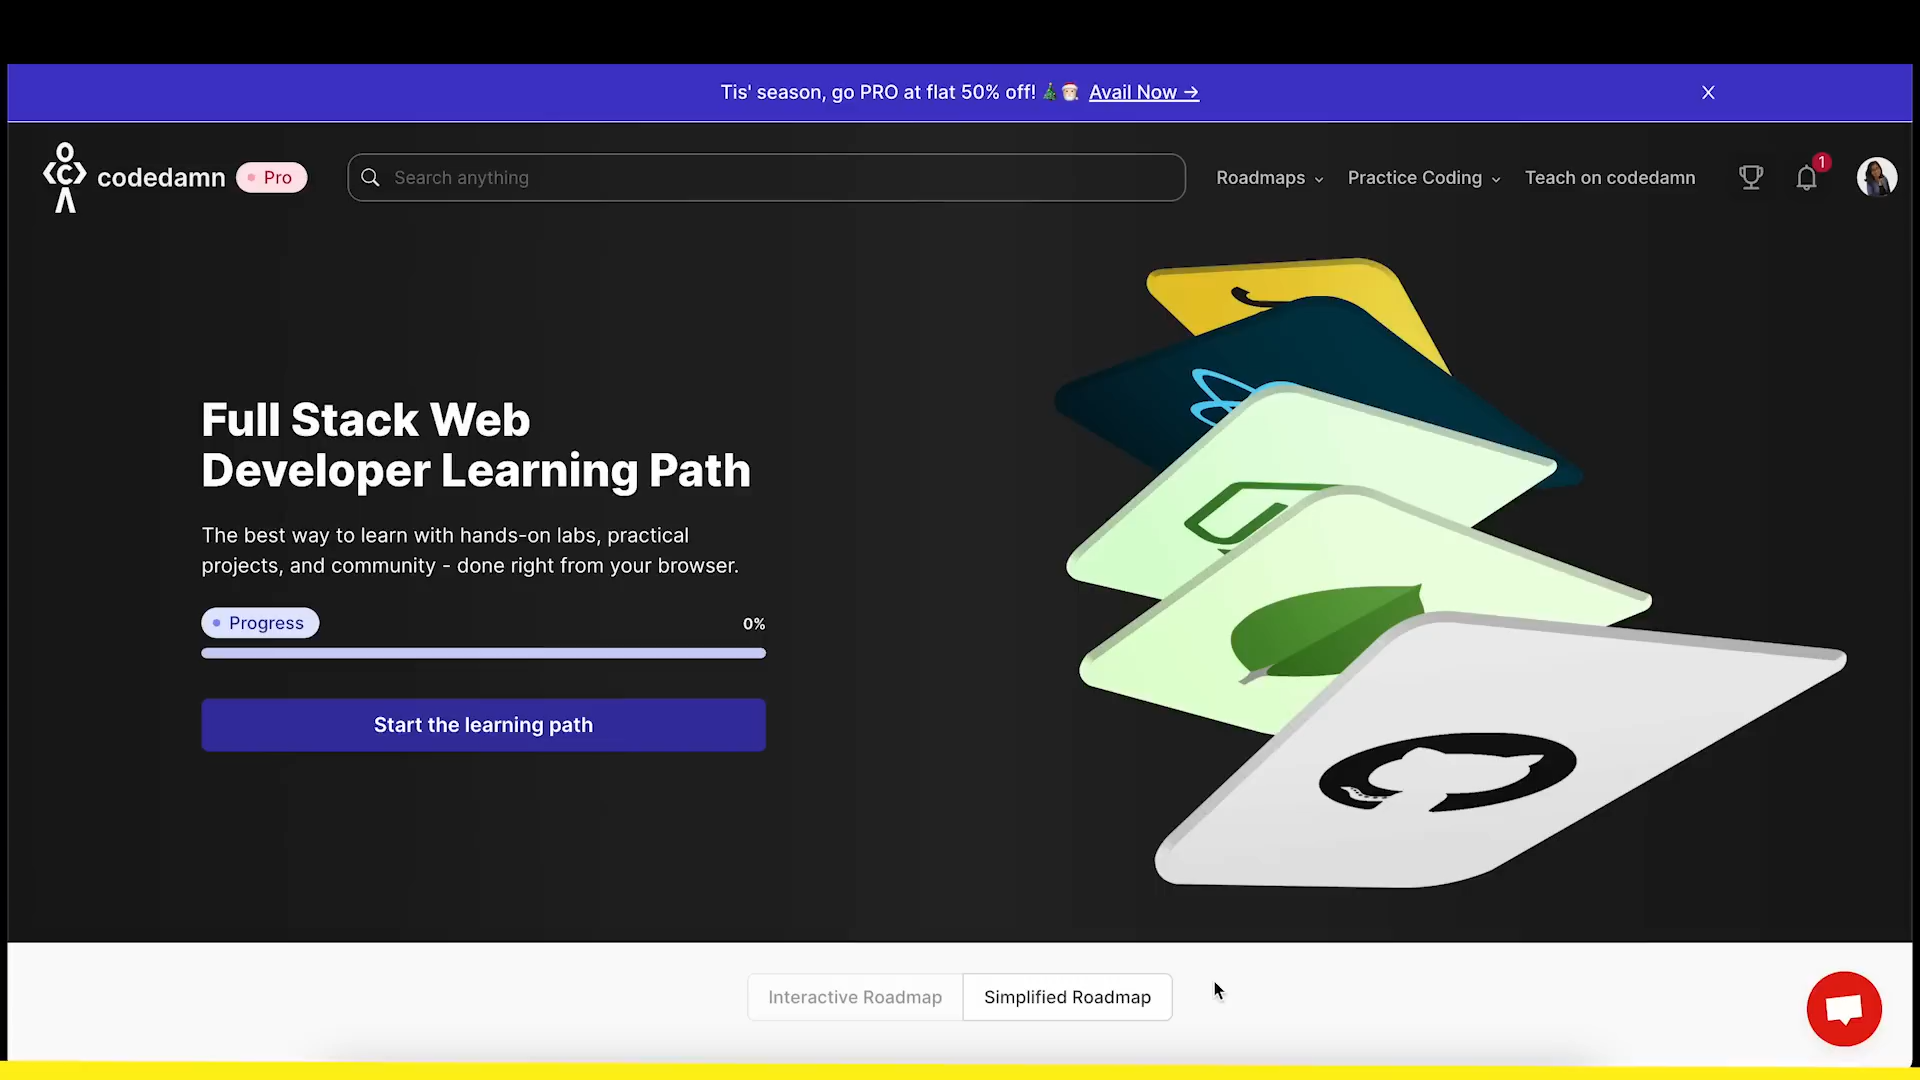 Tis' season, go PRO at flat 50% off! 🎄🎅 Avail Now →
codedamn
Pro
Search anything
Roadmaps
Practice Coding
Teach on codedamn
1
Full Stack Web
Developer Learning Path
The best way to learn with hands-on labs, practical
projects, and community - done right from your browser.
Progress
0%
Start the learning path
Interactive Roadmap
Simplified Roadmap